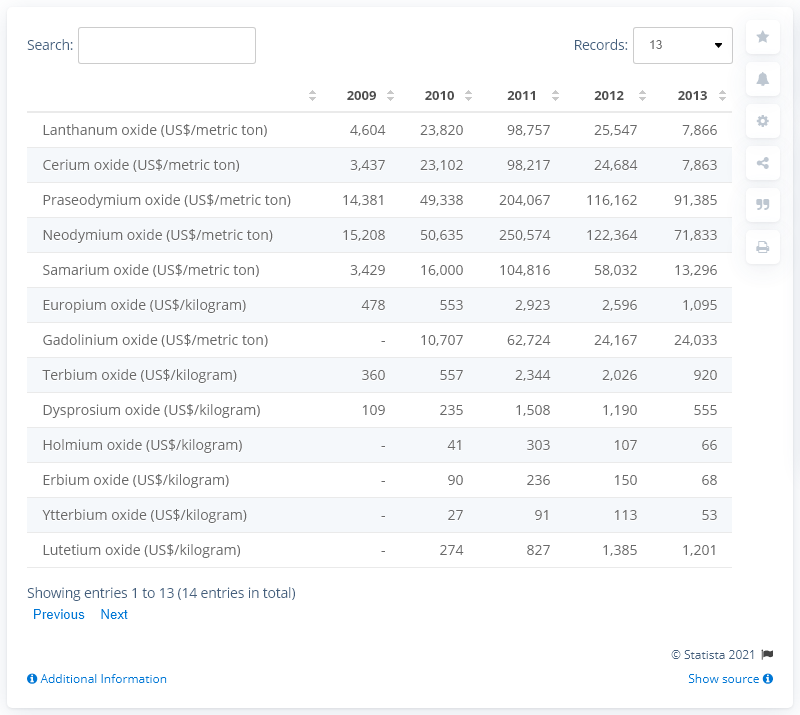 Search: Records: 13
2009 2010 2011 2012 2013
Lanthanum oxide (US$/metric ton) 4,604 23,820 98,757 25,547 7,866
Cerium oxide (US$/metric ton) 3,437 23,102 98,217 24,684 7,863
Praseodymium oxide (US$/metric ton) 14,381 49,338 204,067 116,162 91,385
Neodymium oxide (US$/metric ton) 15,208 50,635 250,574 122,364 71,833
Samarium oxide (US$/metric ton) 3,429 16,000 104,816 58,032 13,296
Europium oxide (US$/kilogram) 478 553 2,923 2,596 1,095
Gadolinium oxide (US$/metric ton) - 10,707 62,724 24,167 24,033
Terbium oxide (US$/kilogram) 360 557 2,344 2,026 920
Dysprosium oxide (US$/kilogram) 109 235 1,508 1,190 555
Holmium oxide (US$/kilogram) - 41 303 107 66
Erbium oxide (US$/kilogram) - 90 236 150 68
Ytterbium oxide (US$/kilogram) - 27 91 113 53
Lutetium oxide (US$/kilogram) - 274 827 1,385 1,201
Showing entries 1 to 13 (14 entries in total)
Previous Next
© Statista 2021
Additional Information Show source